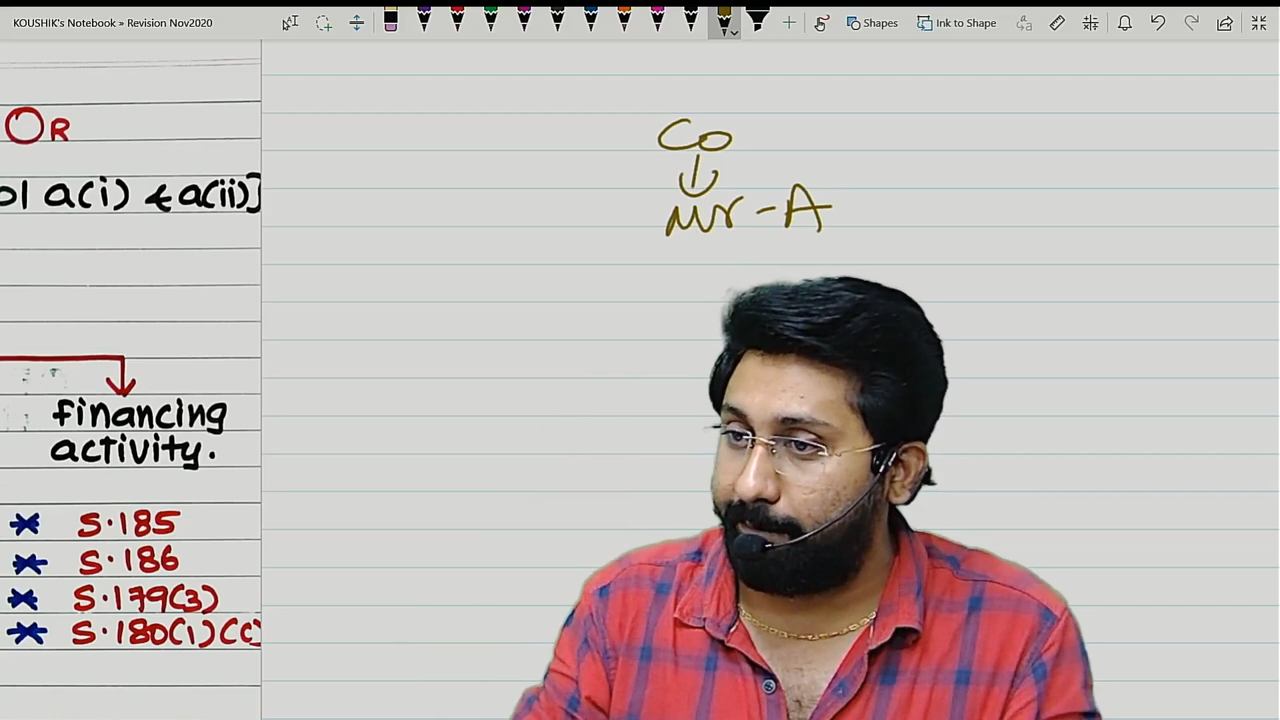 KOUSHIK's Notebook » Revision Nov2020
Shapes
Ink to Shape
OR
ol a(i) & a(ii)]
financing
activity.
* S.185
* S.186
* S.179(3)
* S.180(1)(c)
Co
Mr - A